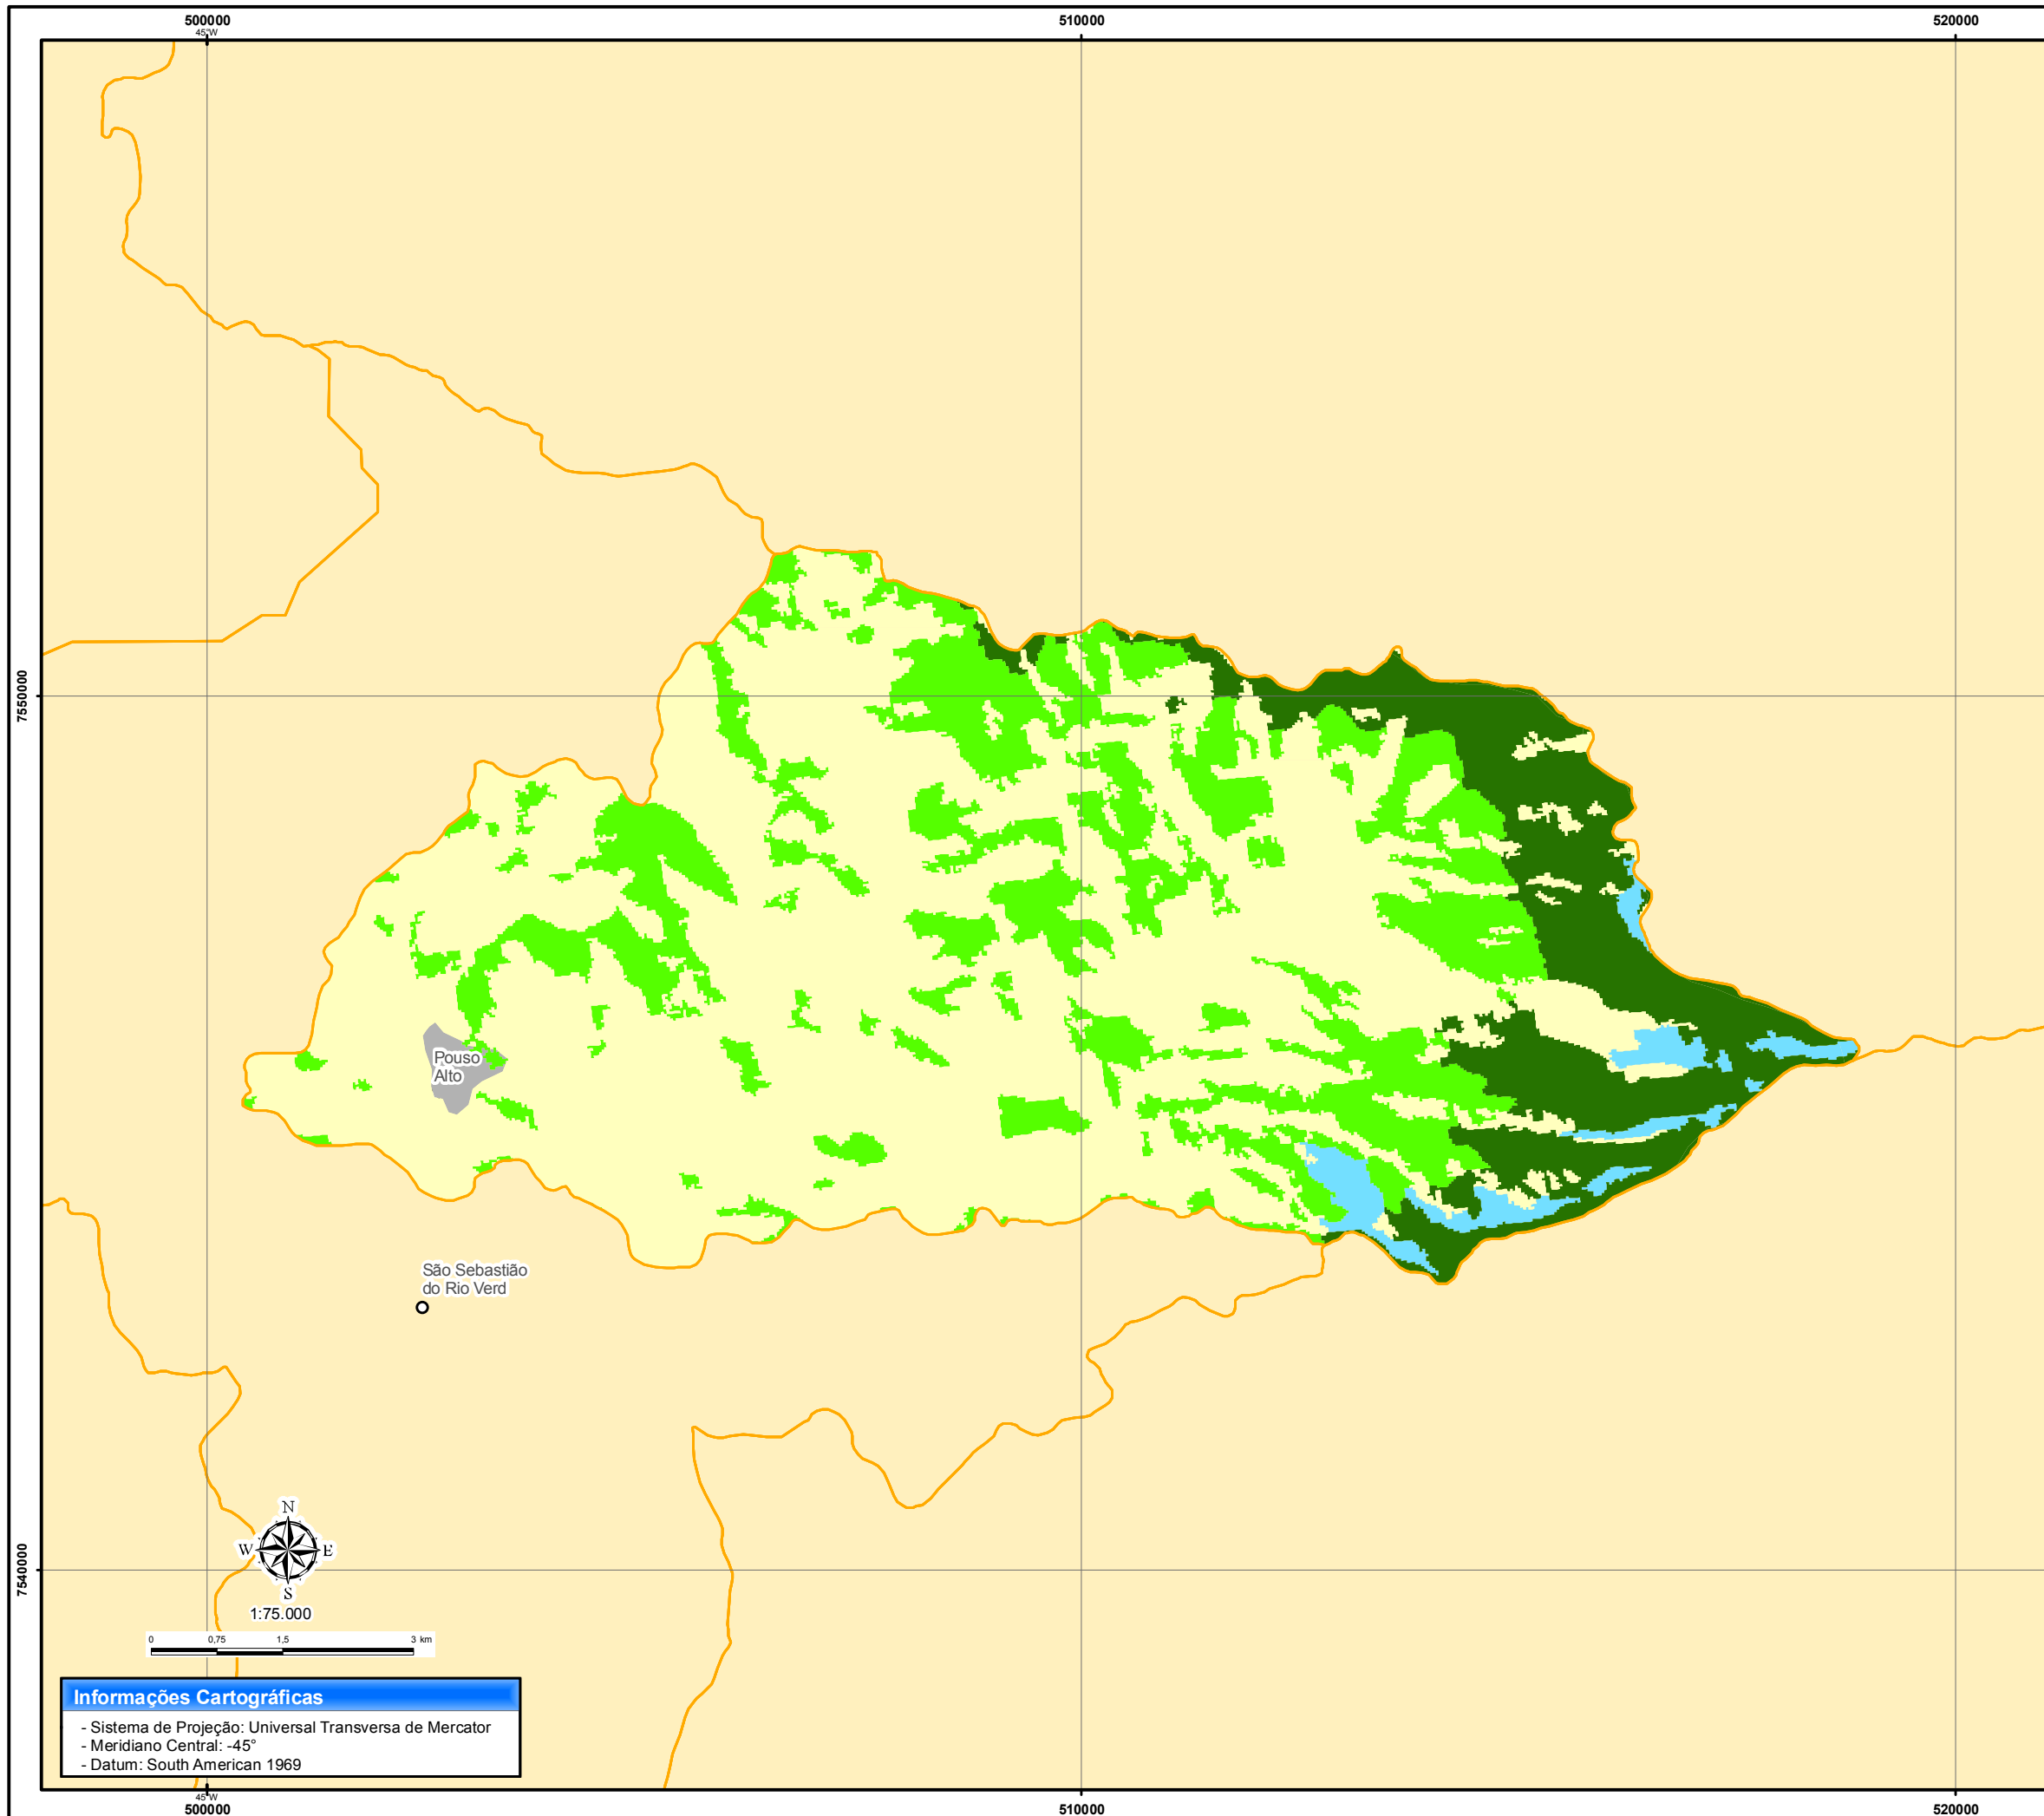 500000
510000
520000
45°W
7550000
Pouso
Alto
São Sebastião
do Rio Verd
7540000
N
W
E
S
1:75.000
0
0,75
1,5
3 km
Informações Cartográficas
- Sistema de Projeção: Universal Transversa de Mercator
- Meridiano Central: -45°
- Datum: South American 1969
45°W
500000
510000
520000